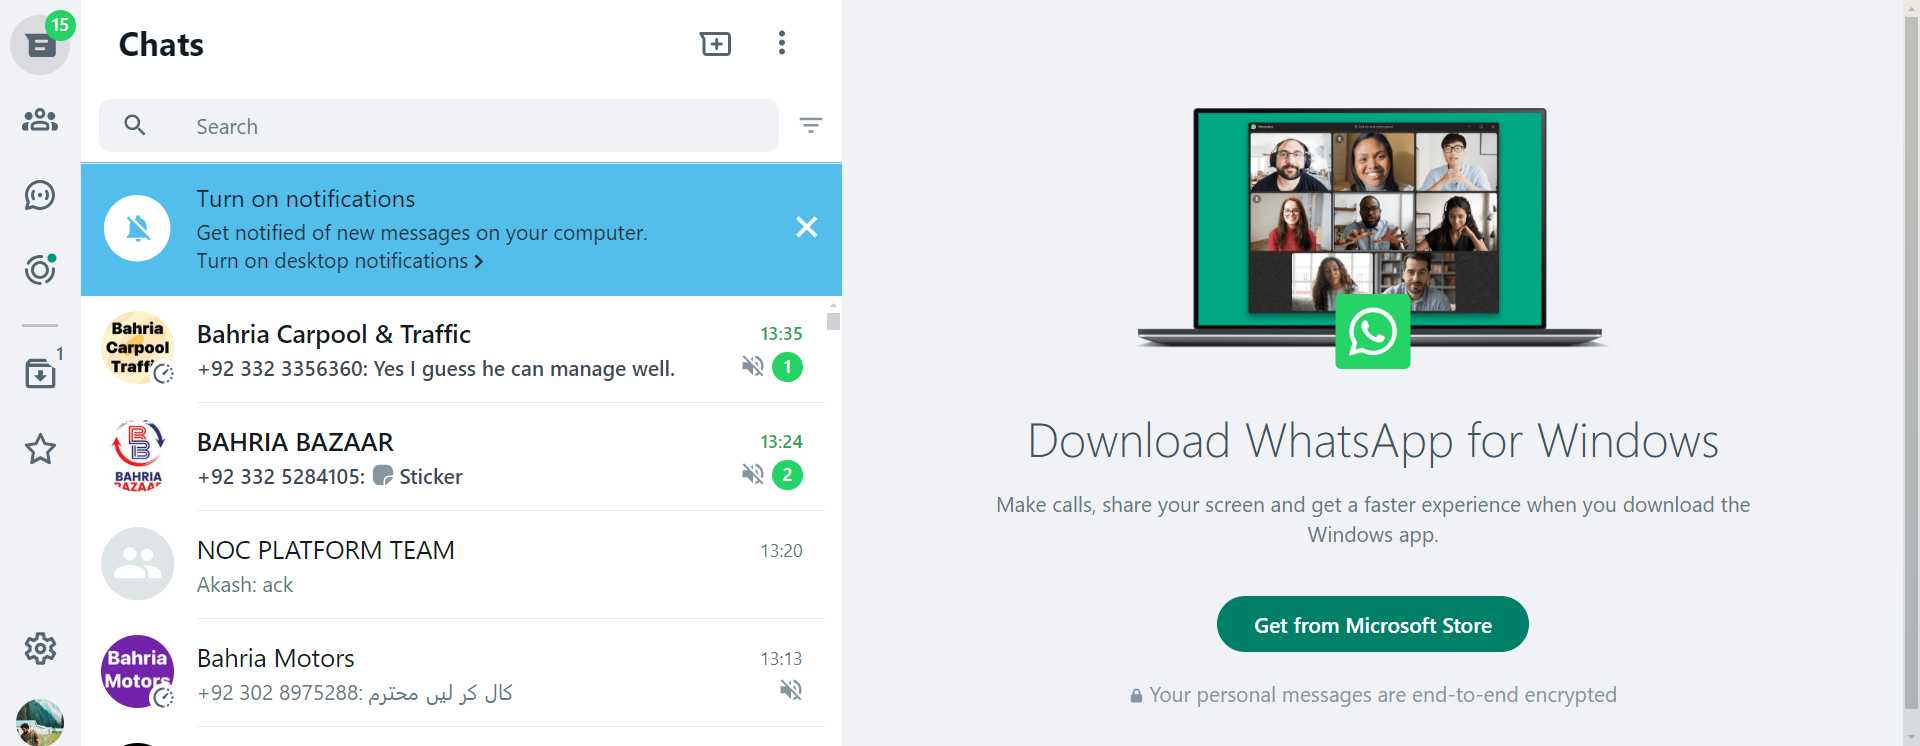 15
Chats
Search
Turn on notifications
Get notified of new messages on your computer.
Turn on desktop notifications
1
Bahria
Carpool
Bahria Carpool & Traffic
13:35
+92 332 3356360: Yes I guess he can manage well.
1
BAHRIA
BAZAAR
BAHRIA BAZAAR
13:24
+92 332 5284105: Sticker
2
NOC PLATFORM TEAM
13:20
Akash: ack
Bahria
Motors
Bahria Motors
13:13
+92 302 8975288: کال کر لیں محترم
Download WhatsApp for Windows
Make calls, share your screen and get a faster experience when you download the
Windows app.
Get from Microsoft Store
Your personal messages are end-to-end encrypted